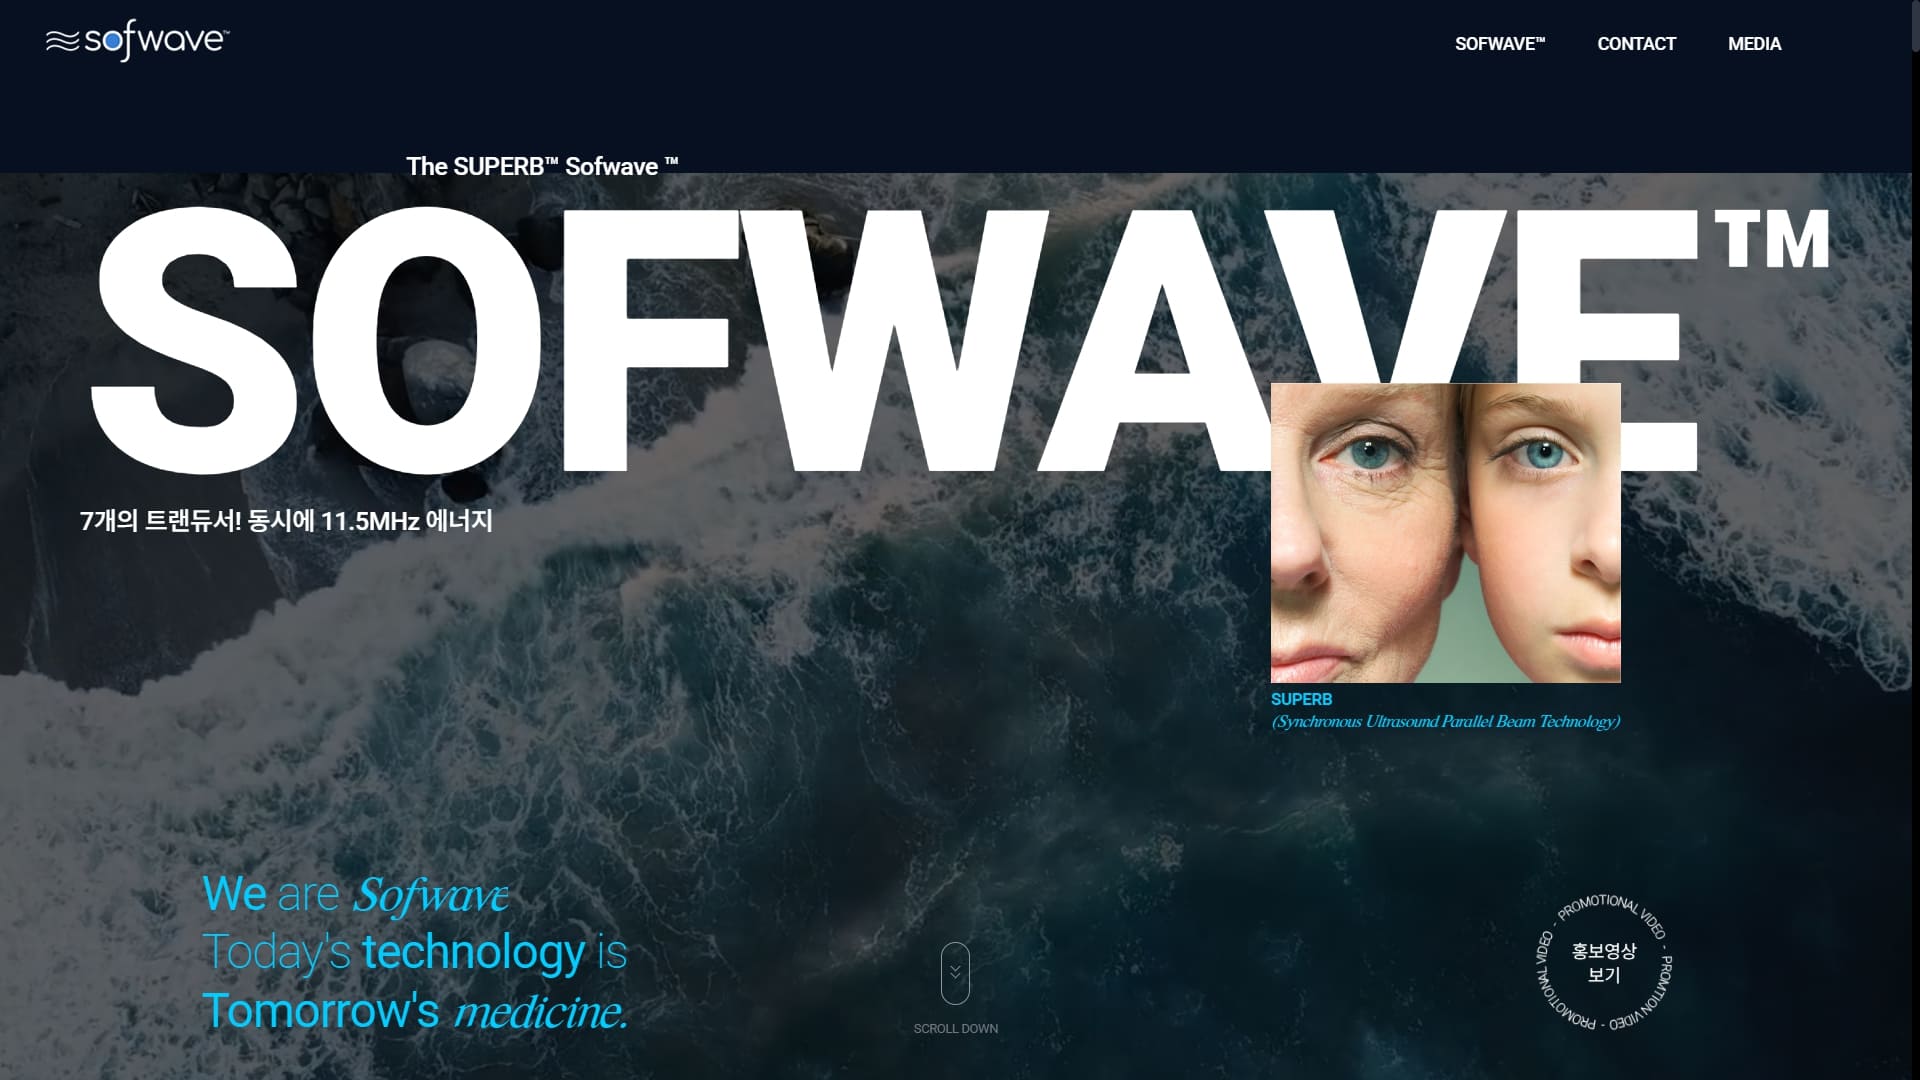 sofwave™
SOFWAVE™ CONTACT MEDIA
The SUPERB™ Sofwave ™
SOFWAVE™
7개의 트랜듀서! 동시에 11.5MHz 에너지
SUPERB
(Synchronous Ultrasound Parallel Beam Technology)
We are Sofwave
Today's technology is
Tomorrow's medicine.
SCROLL DOWN
PROMOTIONAL VIDEO - PROMTION VIDEO - PROMOTIONAL VIDEO -
홍보영상
보기